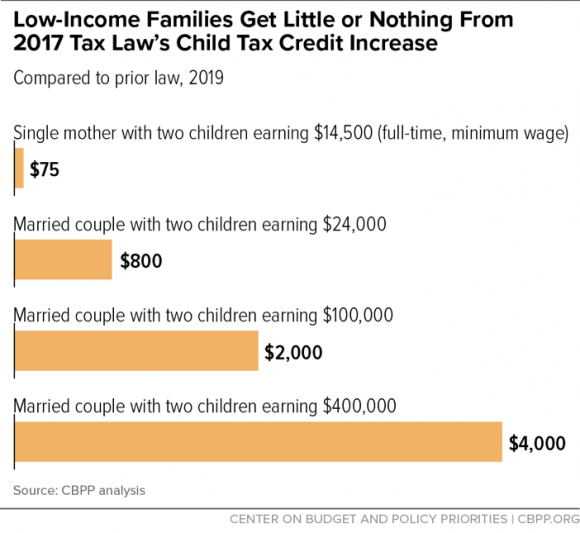 Low-Income Families Get Little or Nothing From
2017 Tax Law's Child Tax Credit Increase
Compared to prior law, 2019
Single mother with two children earning $14,500 (full-time, minimum wage)
$75
Married couple with two children earning $24,000
$800
Married couple with two children earning $100,000
$2,000
Married couple with two children earning $400,000
$4,000
Source: CBPP analysis
CENTER ON BUDGET AND POLICY PRIORITIES | CBPP.ORG